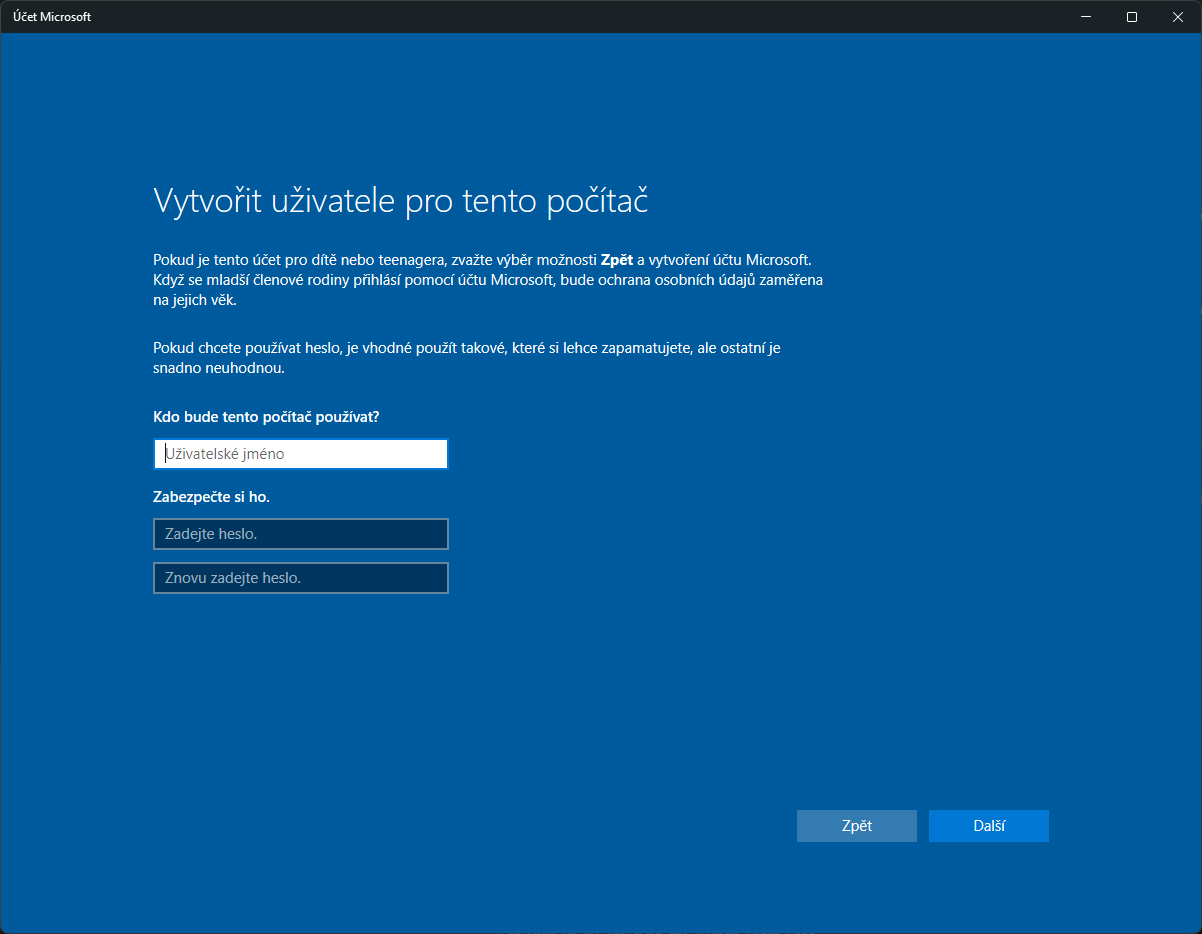 Účet Microsoft
Vytvořit uživatele pro tento počítač
Pokud je tento účet pro dítě nebo teenagera, zvažte výběr možnosti Zpět a vytvoření účtu Microsoft.
Když se mladší členové rodiny přihlásí pomocí účtu Microsoft, bude ochrana osobních údajů zaměřena
na jejich věk.
Pokud chcete používat heslo, je vhodné použít takové, které si lehce zapamatujete, ale ostatní je
snadno neuhodnou.
Kdo bude tento počítač používat?
Uživatelské jméno
Zabezpečte si ho.
Zadejte heslo.
Znovu zadejte heslo.
Zpět
Další